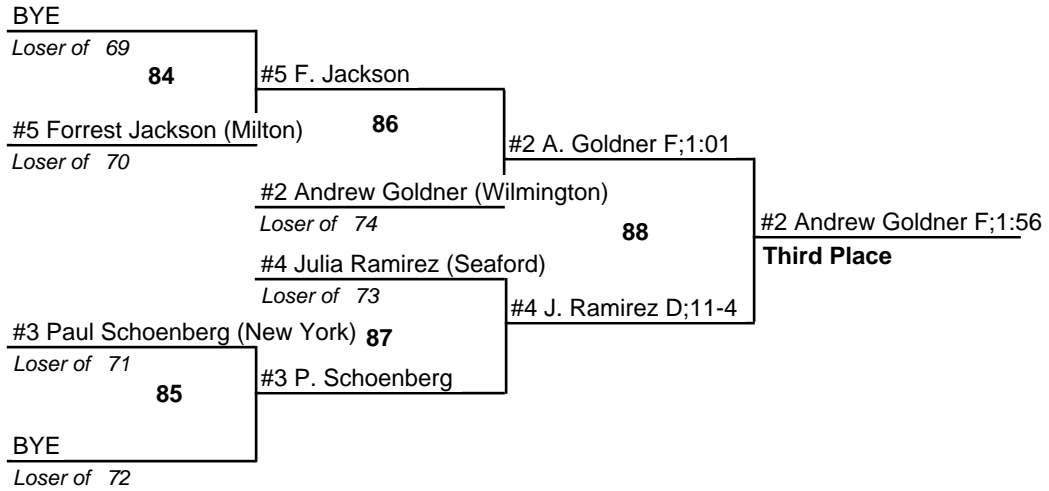 BYE
Loser of 69
84
#5 F. Jackson
86
#5 Forrest Jackson (Milton)
Loser of 70
#2 A. Goldner F;1:01
#2 Andrew Goldner (Wilmington)
Loser of 74
88
#2 Andrew Goldner F;1:56
Third Place
#4 Julia Ramirez (Seaford)
Loser of 73
#4 J. Ramirez D;11-4
#3 Paul Schoenberg (New York)
87
Loser of 71
85
#3 P. Schoenberg
BYE
Loser of 72